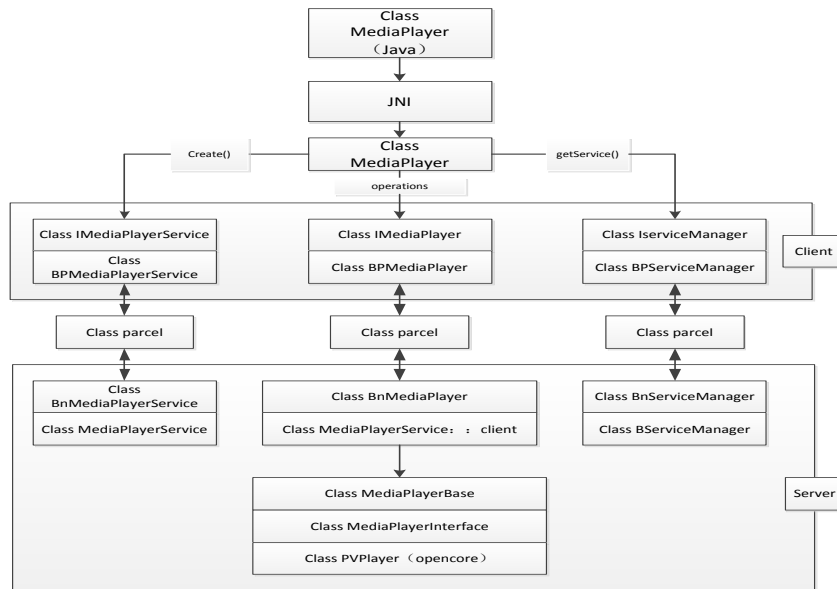 Class
MediaPlayer
（Java）
JNI
Class
MediaPlayer
Create()
getService()
operations
Class IMediaPlayerService
Class
BPMediaPlayerService
Class IMediaPlayer
Class BPMediaPlayer
Class IserviceManager
Class BPServiceManager
Client
Class parcel
Class parcel
Class parcel
Class
BnMediaPlayerService
Class MediaPlayerService
Class BnMediaPlayer
Class MediaPlayerService：：client
Class BnServiceManager
Class BServiceManager
Class MediaPlayerBase
Class MediaPlayerInterface
Class PVPlayer（opencore）
Server